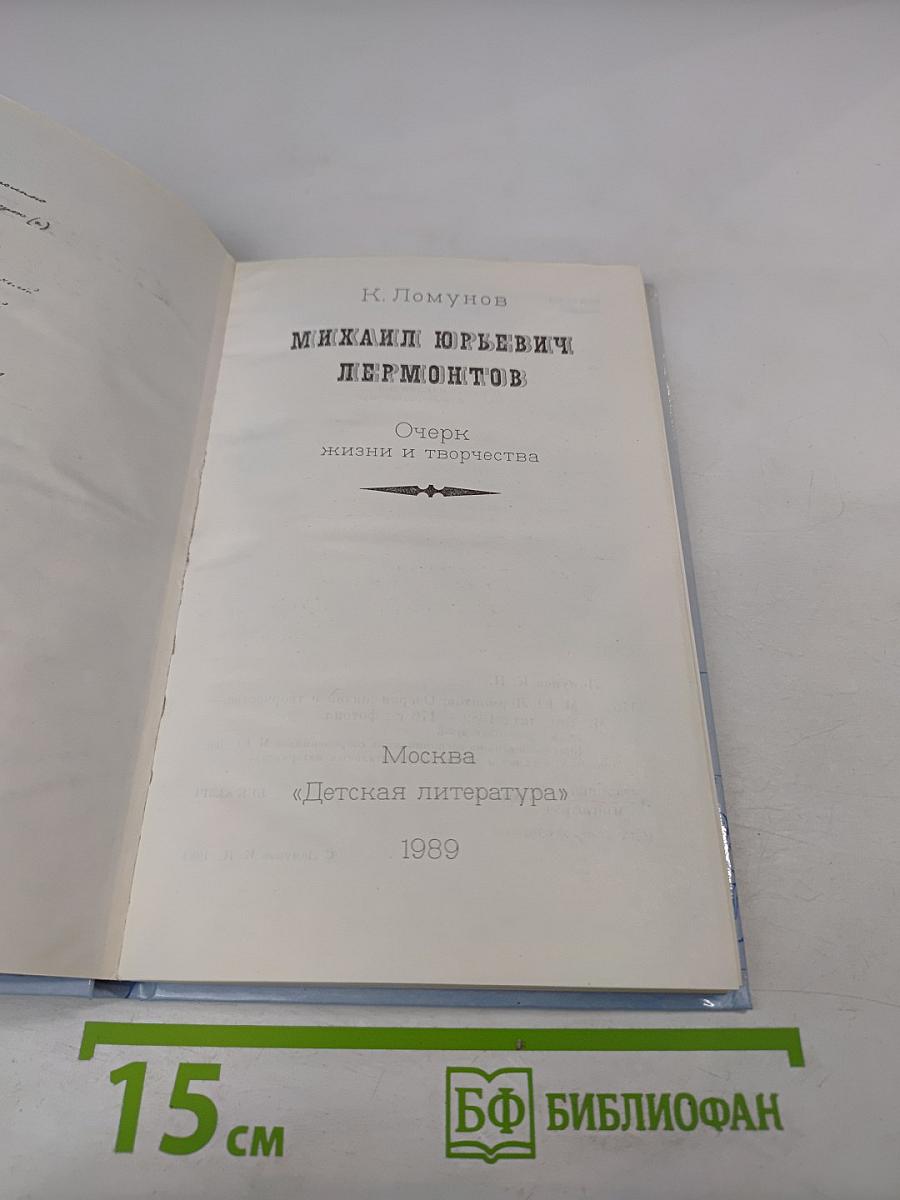 К. Ломунов
МИХАИЛ ЮРЬЕВИЧ
ЛЕРМОНТОВ
Очерк
жизни и творчества
Москва
«Детская литература»
1989
15 см
БФ БИБЛИОФАН